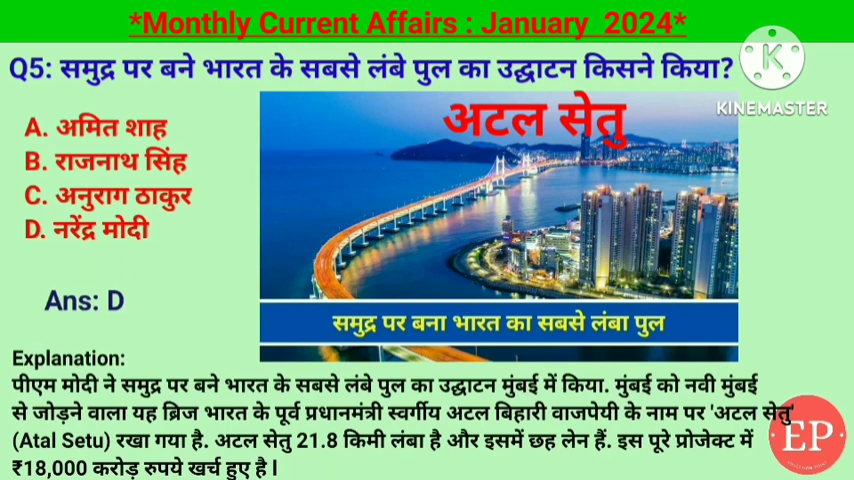 *Monthly Current Affairs : January 2024*
Q5: समुद्र पर बने भारत के सबसे लंबे पुल का उद्घाटन किसने किया?
KINEMASTER
A. अमित शाह
B. राजनाथ सिंह
C. अनुराग ठाकुर
D. नरेंद्र मोदी
अटल सेतु
Ans: D
समुद्र पर बना भारत का सबसे लंबा पुल
Explanation:
पीएम मोदी ने समुद्र पर बने भारत के सबसे लंबे पुल का उद्घाटन मुंबई में किया. मुंबई को नवी मुंबई
से जोड़ने वाला यह ब्रिज भारत के पूर्व प्रधानमंत्री स्वर्गीय अटल बिहारी वाजपेयी के नाम पर 'अटल सेतु'
(Atal Setu) रखा गया है. अटल सेतु 21.8 किमी लंबा है और इसमें छह लेन हैं. इस पूरे प्रोजेक्ट में
₹18,000 करोड़ रुपये खर्च हुए है l
EP